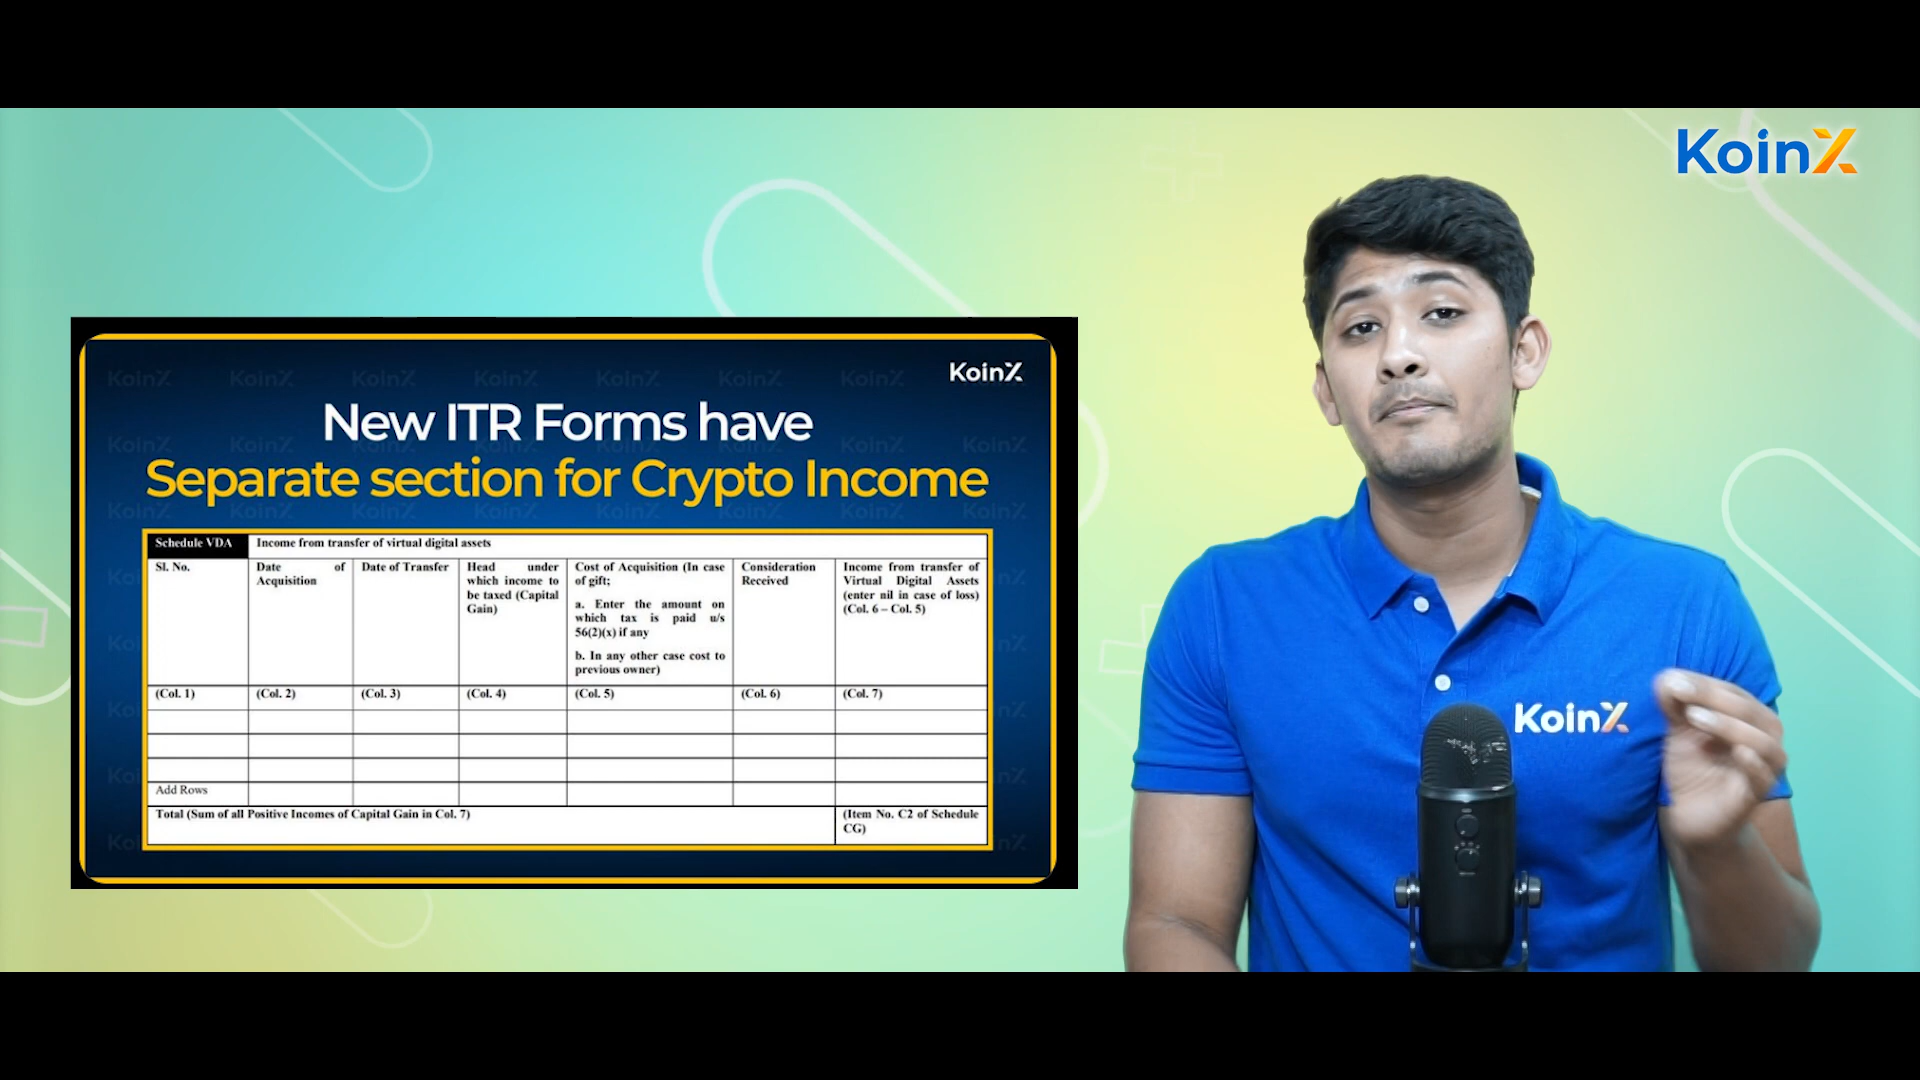 KoinX
KoinX
New ITR Forms have
Separate section for Crypto Income
Schedule VDA
Income from transfer of virtual digital assets
Sl. No.
Date of
Acquisition
Date of Transfer
Head under
which income to
be taxed (Capital
Gain)
Cost of Acquisition (In case
of gift;
a. Enter the amount on
which tax is paid u/s
56(2)(x) if any
b. In any other case cost to
previous owner)
Consideration
Received
Income from transfer of
Virtual Digital Assets
(enter nil in case of loss)
(Col. 6 – Col. 5)
(Col. 1)
(Col. 2)
(Col. 3)
(Col. 4)
(Col. 5)
(Col. 6)
(Col. 7)
Add Rows
Total (Sum of all Positive Incomes of Capital Gain in Col. 7)
(Item No. C2 of Schedule
CG)
KoinX